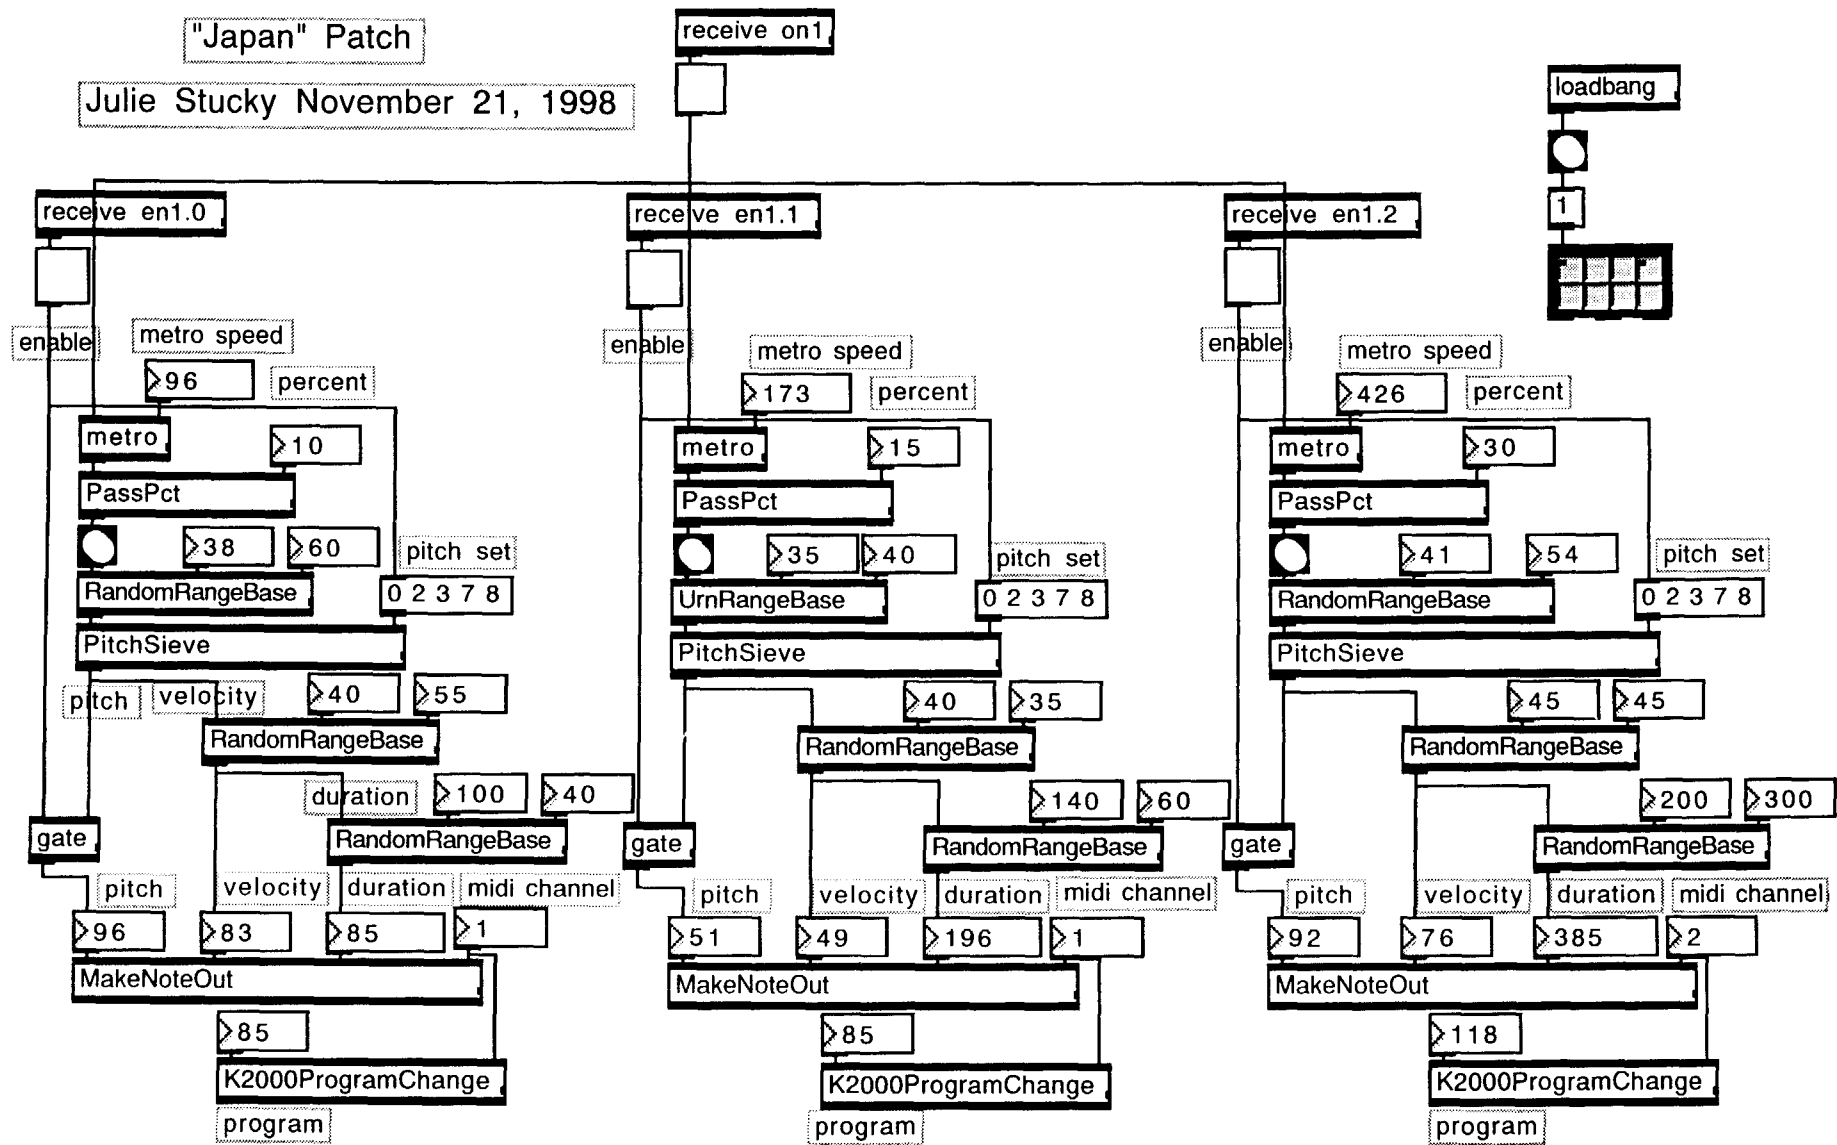 "Japan" Patch
Julie Stucky November 21, 1998
receive on1
loadbang
1
receive en1.0
enable
metro speed
96
percent
metro
10
PassPct
38
60
pitch set
RandomRangeBase
0 2 3 7 8
PitchSieve
pitch
velocity
40
55
RandomRangeBase
duration
100
40
gate
RandomRangeBase
pitch
velocity
duration
midi channel
96
83
85
1
MakeNoteOut
85
K2000ProgramChange
program
receive en1.1
enable
metro speed
173
percent
metro
15
PassPct
35
40
pitch set
UrnRangeBase
0 2 3 7 8
PitchSieve
40
35
RandomRangeBase
140
60
gate
RandomRangeBase
pitch
velocity
duration
midi channel
51
49
196
1
MakeNoteOut
85
K2000ProgramChange
program
receive en1.2
enable
metro speed
426
percent
metro
30
PassPct
41
54
pitch set
RandomRangeBase
0 2 3 7 8
PitchSieve
45
45
RandomRangeBase
200
300
gate
RandomRangeBase
pitch
velocity
duration
midi channel
92
76
385
2
MakeNoteOut
118
K2000ProgramChange
program